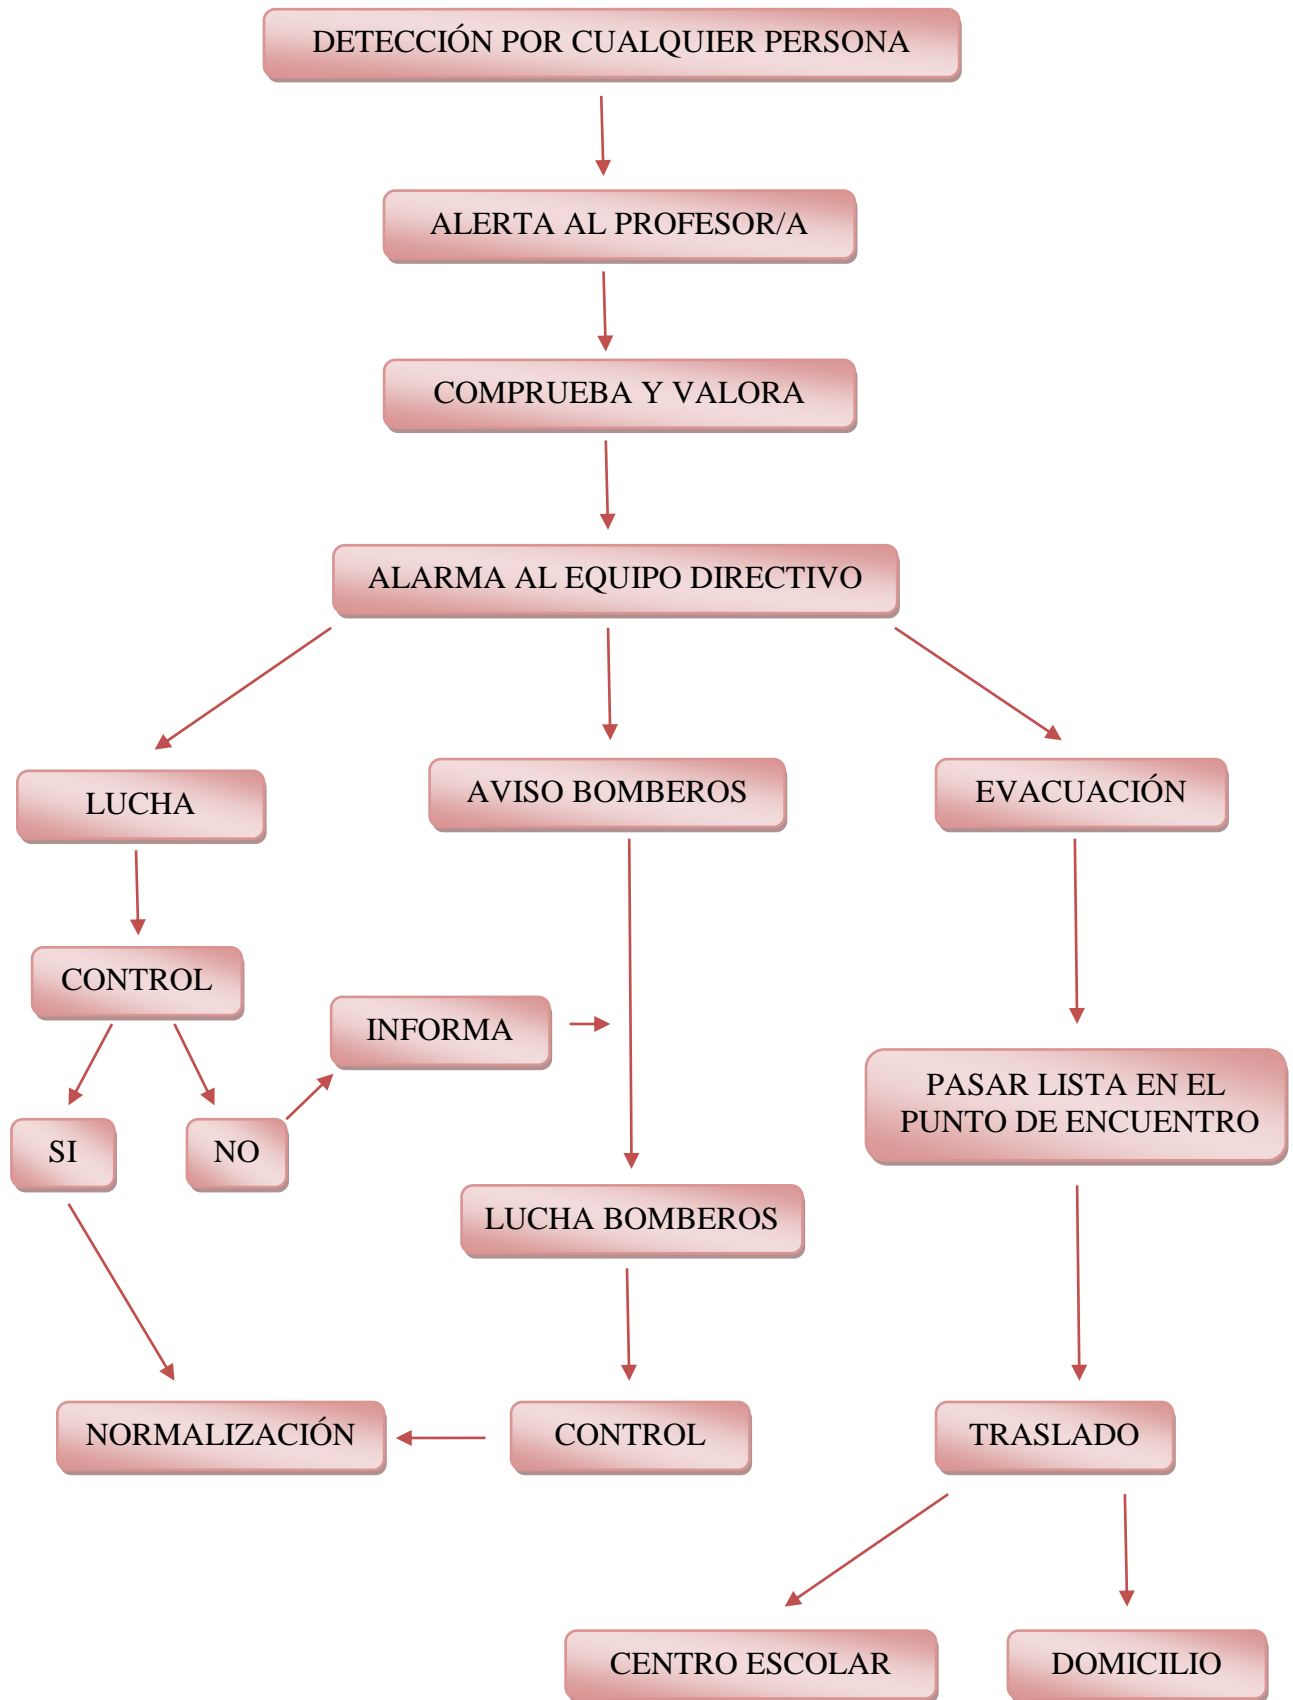 DETECCIÓN POR CUALQUIER PERSONA
ALERTA AL PROFESOR/A
COMPRUEBA Y VALORA
ALARMA AL EQUIPO DIRECTIVO
LUCHA
AVISO BOMBEROS
EVACUACIÓN
CONTROL
INFORMA
PASAR LISTA EN EL
PUNTO DE ENCUENTRO
SI
NO
LUCHA BOMBEROS
NORMALIZACIÓN
CONTROL
TRASLADO
CENTRO ESCOLAR
DOMICILIO